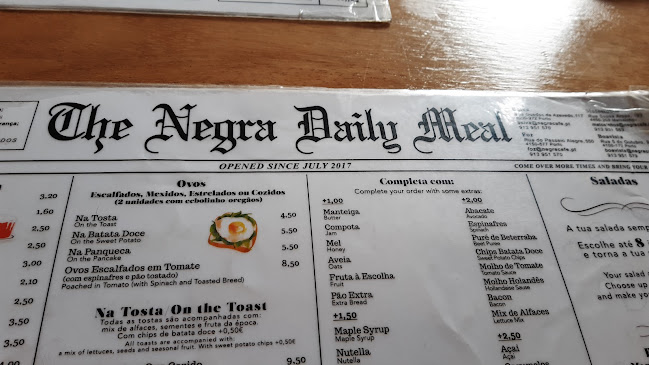 The Negra Daily Meal
OPENED SINCE JULY 2017
COME OVER MORE TIMES AND BRING YOUR
3.20
1,60
2.50
2,50
3.50
3.50
Ovos
Escalfados, Mexidos, Estrelados ou Cozidos
(2 unidades com cebolinho oregãos)
Na Tosta 4.50
On the Toast
Na Batata Doce 5.50
On the Sweet Potato
Na Panqueca 5.50
On the Pancake
Ovos Escalfados em Tomate 8,50
(com espinafres e pão tostado)
Poached in Tomato (with Spinach and Toasted Bread)
Na Tosta/On the Toast
Todas as tostas são acompanhadas com:
mix de alfaces, sementes e fruta da época.
Com chips de batata doce +0,50€
All toasts are accompanied with:
a mix of lettuces, seeds and seasonal fruit. With sweet potato chips +0,50€
9.50
Completa com:
Complete your order with some extras:
+1,00
Manteiga
Butter
Compota
Jam
Mel
Honey
Aveia
Oats
Fruta à Escolha
Fruit
Pão Extra
Extra Bread
+1,50
Maple Syrup
Maple Syrup
Nutella
Nutella
+2,00
Abacate
Avocado
Espinafres
Spinach
Puré de Beterraba
Beet Puree
Chips Batata Doce
Sweet Potato Chips
Molho de Tomate
Tomato Sauce
Molho Holandês
Hollandaise Sauce
Bacon
Bacon
Mix de Alfaces
Lettuce Mix
+2,50
Açaí
Açaí
Saladas
A tua salada sempre
Escolhe até 8
e torna a tua
Your salad
Choose up
and make yo